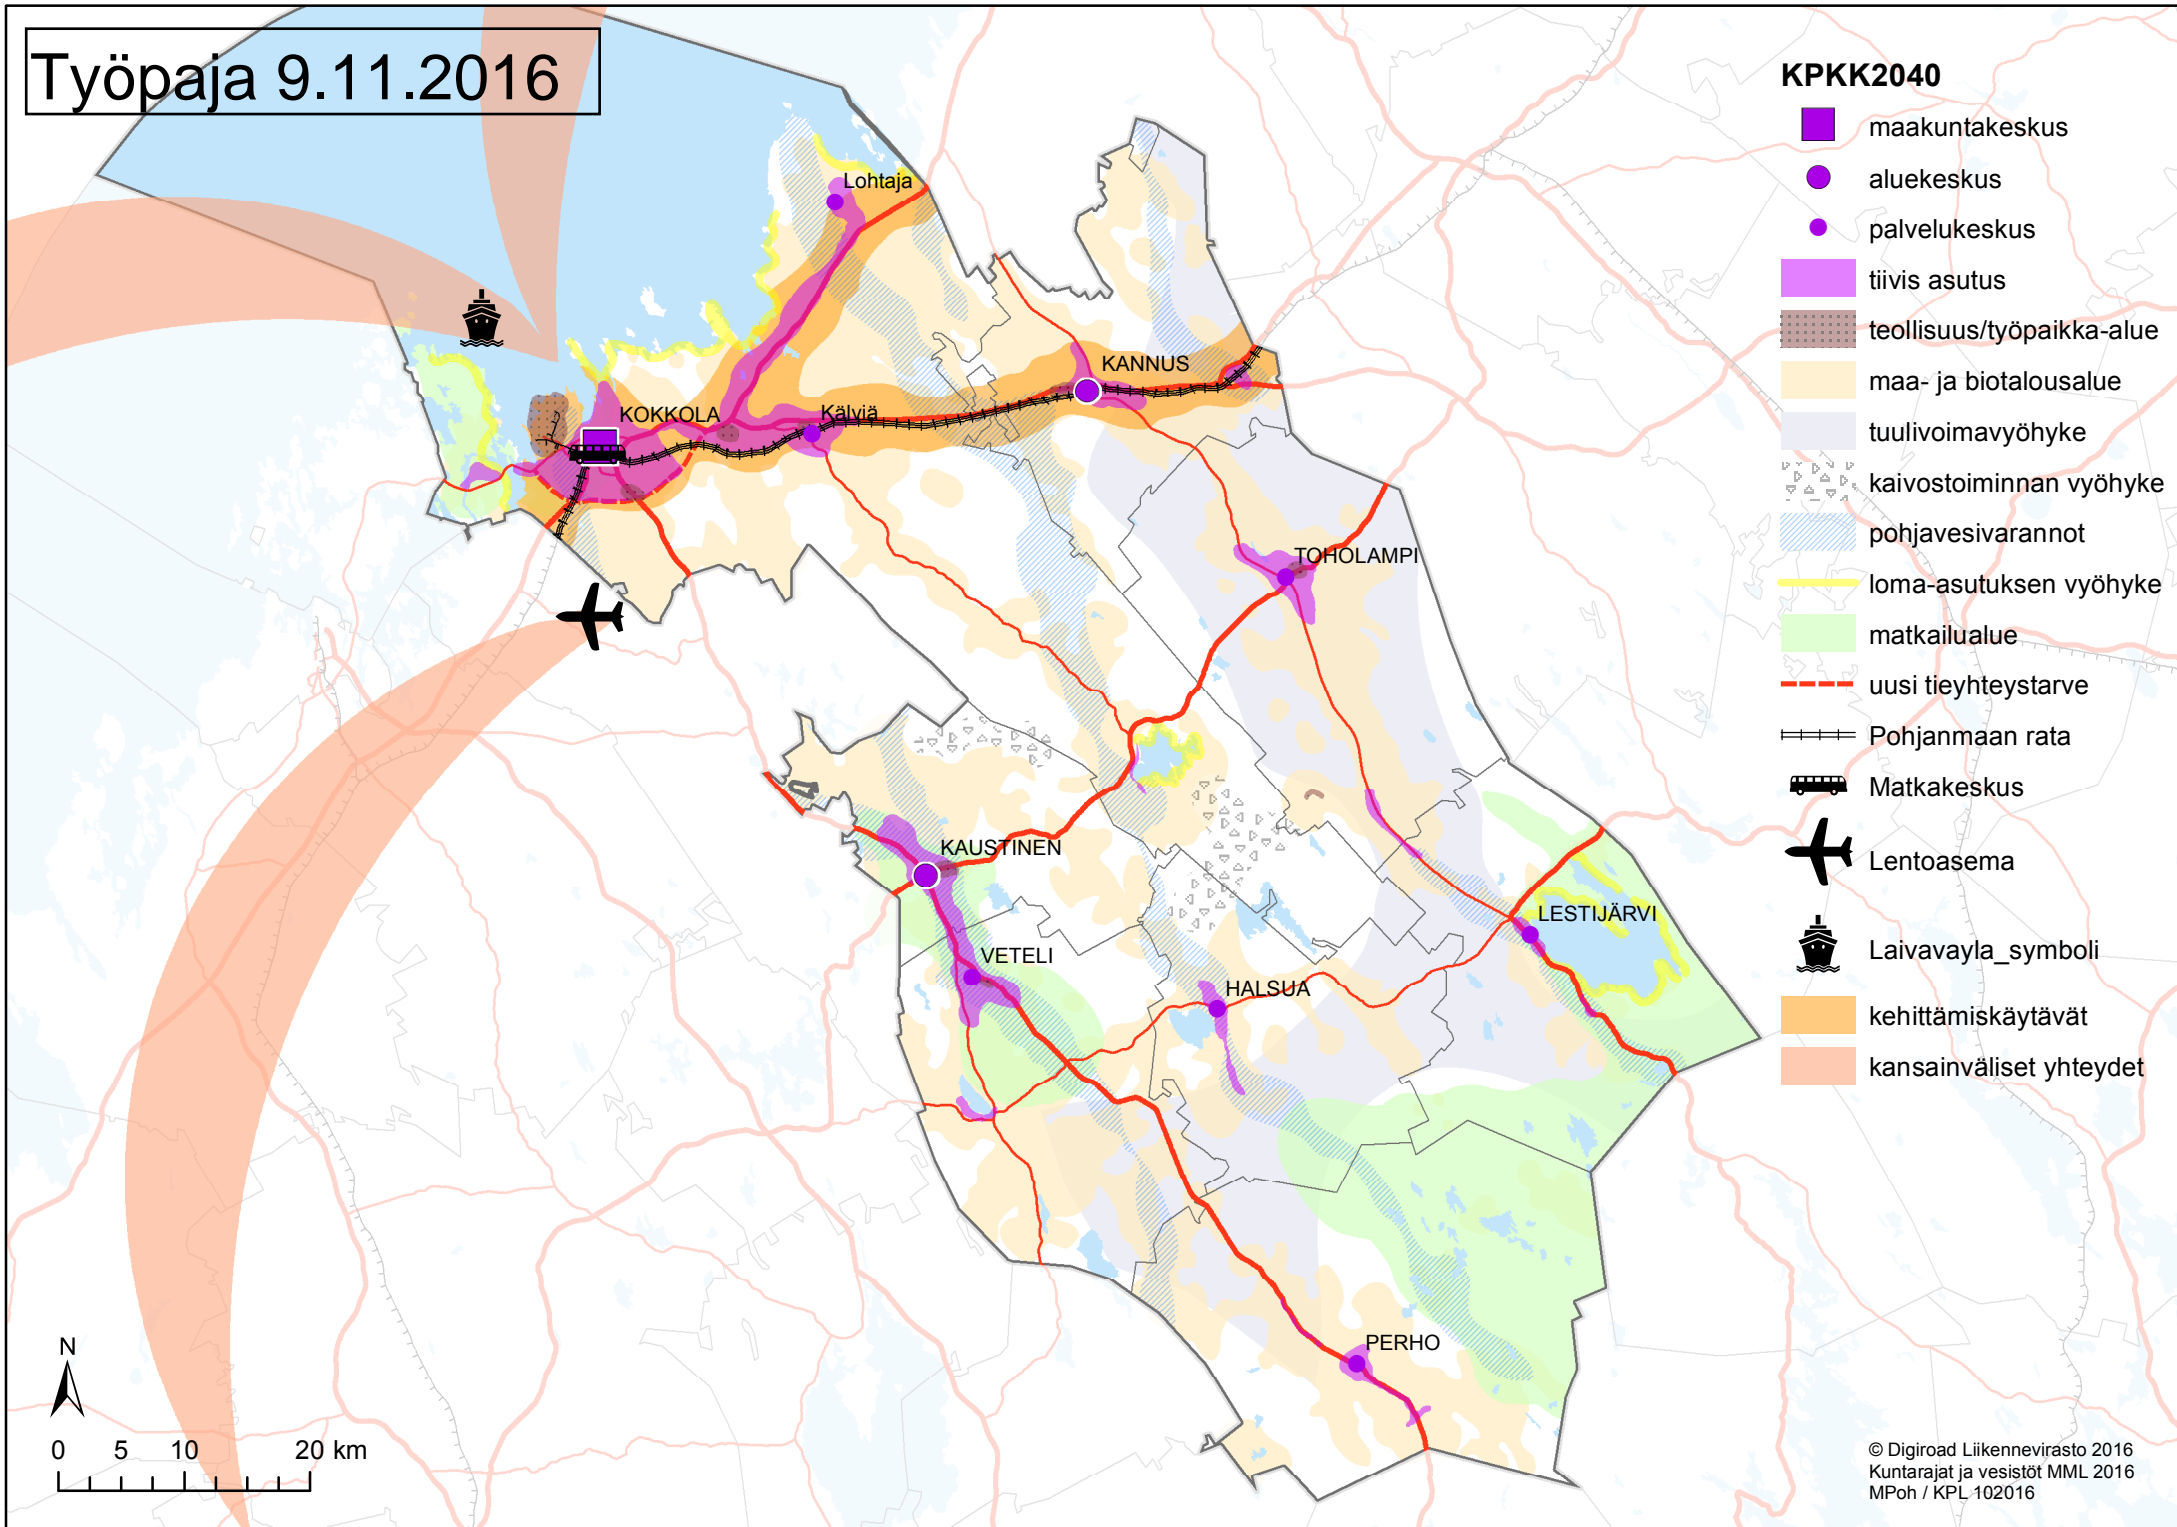 Työpaja 9.11.2016
KPKK2040
maakuntakeskus
aluekeskus
palvelukeskus
tiivis asutus
teollisuus/työpaikka-alue
maa- ja biotalousalue
tuulivoimavyöhyke
kaivostoiminnan vyöhyke
pohjavesivarannot
loma-asutuksen vyöhyke
matkailualue
uusi tieyhteystarve
Pohjanmaan rata
Matkakeskus
Lentoasema
Laivavayla_symboli
kehittämiskäytävät
kansainväliset yhteydet
Lohtaja
KANNUS
KOKKOLA
Kälviä
TOHOLAMPI
KAUSTINEN
LESTIJÄRVI
VETELI
HALSUA
PERHO
N
0 5 10 20 km
© Digiroad Liikennevirasto 2016
Kuntarajat ja vesistöt MML 2016
MPoh / KPL 102016